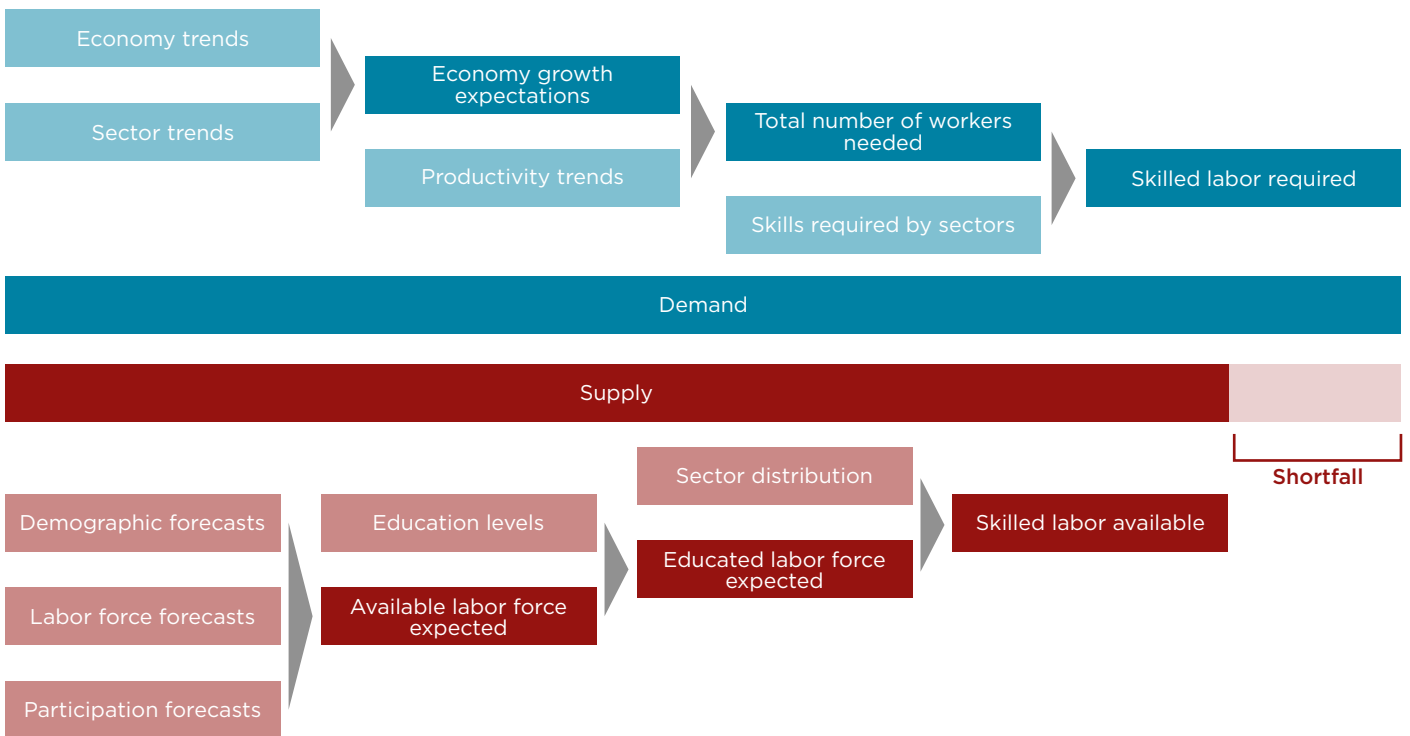 Economy trends
Sector trends
Economy growth
expectations
Productivity trends
Total number of workers
needed
Skills required by sectors
Skilled labor required
Demand
Supply
Shortfall
Demographic forecasts
Labor force forecasts
Participation forecasts
Education levels
Available labor force
expected
Sector distribution
Educated labor force
expected
Skilled labor available